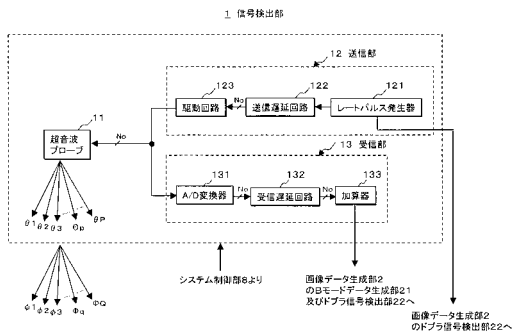 1 信号検出部
12 送信部
123
122
121
駆動回路
No
送信遅延回路
レートパルス発生器
11
超音波
プローブ
No
13 受信部
131
132
133
A/D変換器
No
受信遅延回路
No
加算器
θ1 θ2 θ3 θp θP
システム制御部8より
画像データ生成部2
のBモードデータ生成部21
及びドプラ信号検出部22へ
画像データ生成部2
のドプラ信号検出部22へ
φ1 φ2 φ3 φq φQ